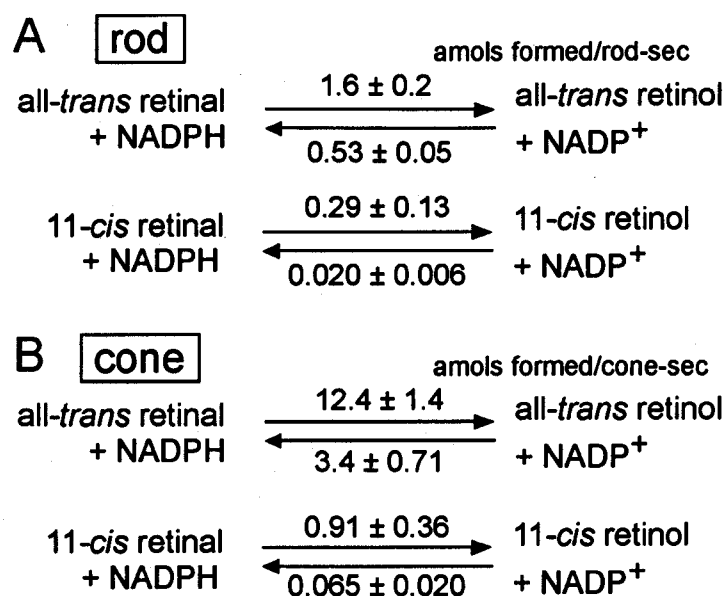 A rod
amols formed/rod-sec
all-trans retinal 1.6 ± 0.2 all-trans retinol
+ NADPH 0.53 ± 0.05 + NADP+
11-cis retinal 0.29 ± 0.13 11-cis retinol
+ NADPH 0.020 ± 0.006 + NADP+
B cone
amols formed/cone-sec
all-trans retinal 12.4 ± 1.4 all-trans retinol
+ NADPH 3.4 ± 0.71 + NADP+
11-cis retinal 0.91 ± 0.36 11-cis retinol
+ NADPH 0.065 ± 0.020 + NADP+